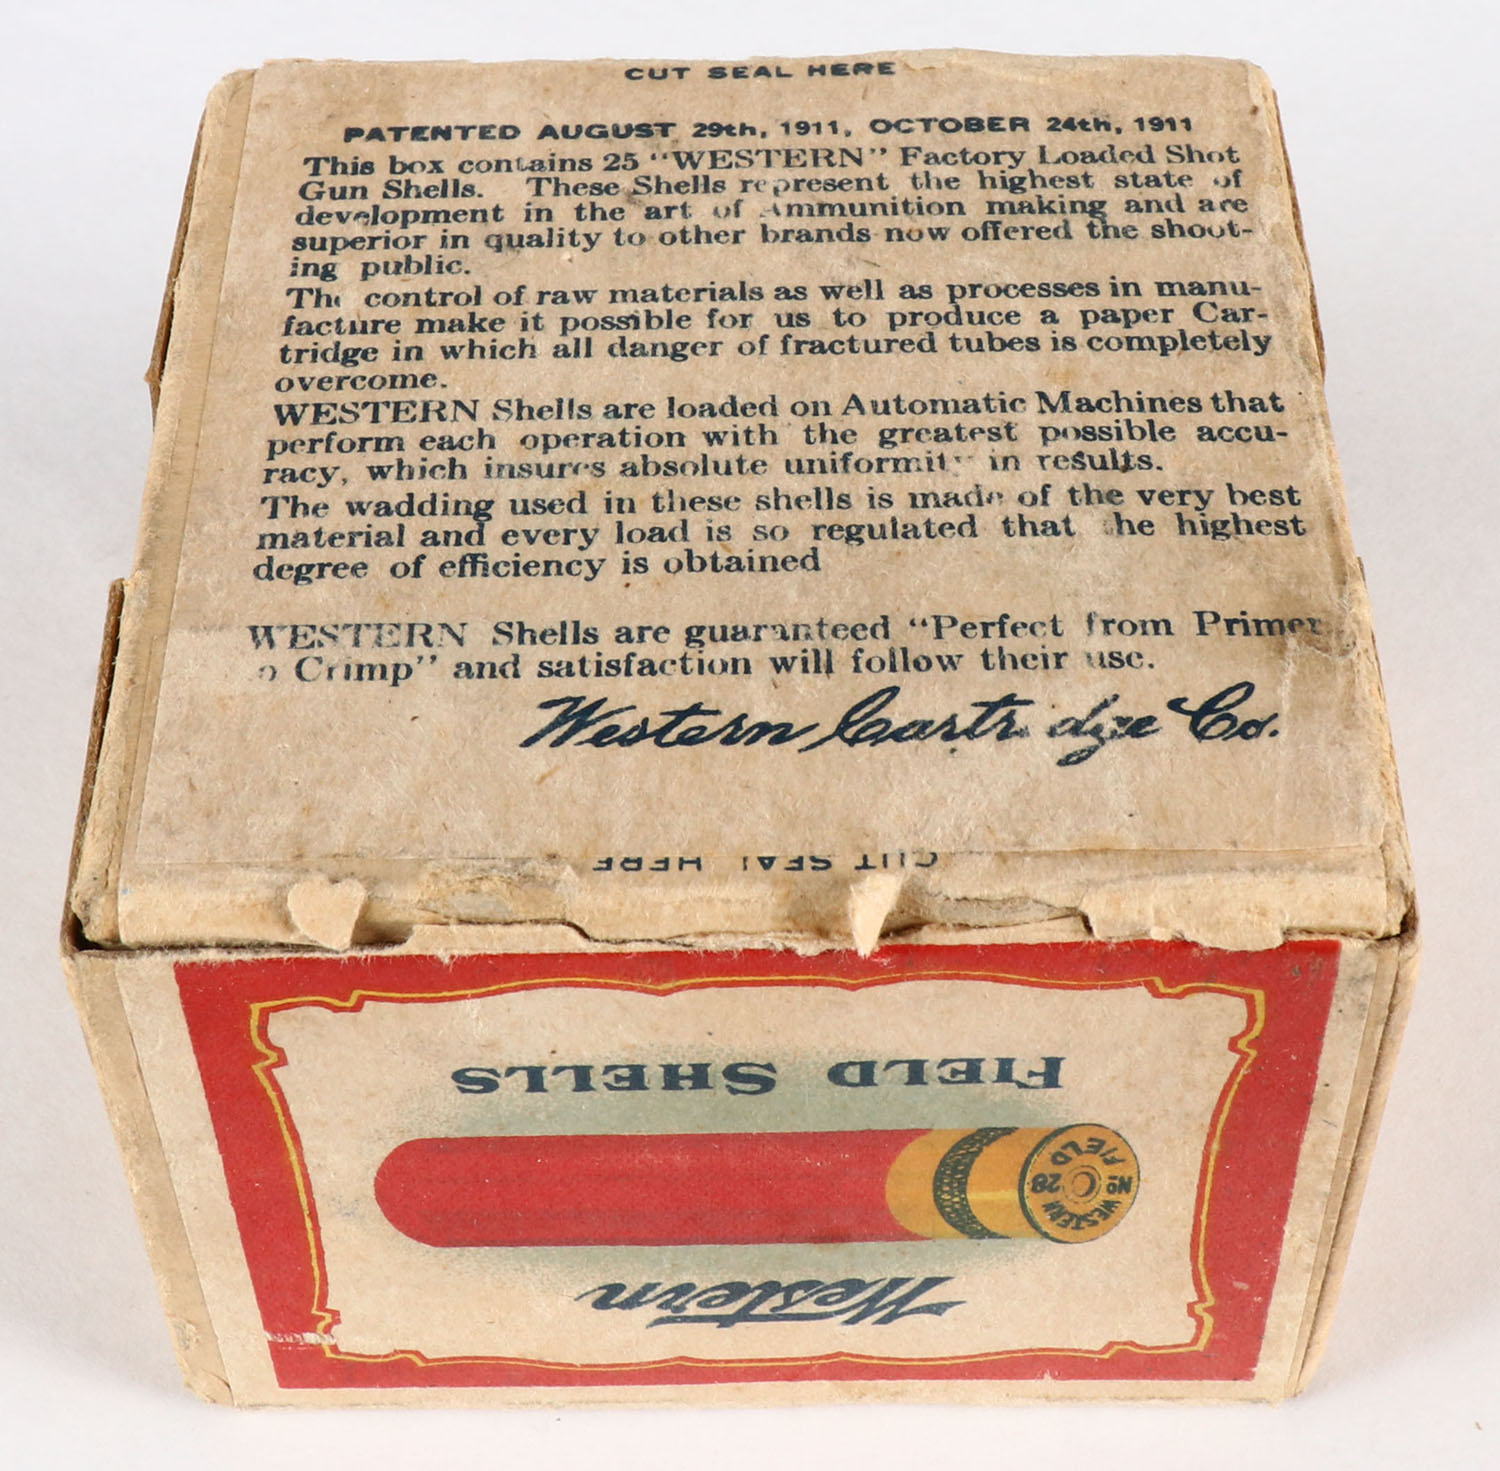 CUT SEAL HERE
PATENTED AUGUST 29th, 1911, OCTOBER 24th, 1911
This box contains 25 "WESTERN" Factory Loaded Shot
Gun Shells. These Shells represent the highest state of
development in the art of Ammunition making and are
superior in quality to other brands now offered the shoot-
ing public.
The control of raw materials as well as processes in manu-
facture make it possible for us to produce a paper Car-
tridge in which all danger of fractured tubes is completely
overcome.
WESTERN Shells are loaded on Automatic Machines that
perform each operation with the greatest possible accu-
racy, which insures absolute uniformity in results.
The wadding used in these shells is made of the very best
material and every load is so regulated that the highest
degree of efficiency is obtained
WESTERN Shells are guaranteed "Perfect from Primer
to Crimp" and satisfaction will follow their use.
Western Cartridge Co.
CUT SEAL HERE
Western
WESTERN
No 28
FIELD
FIELD SHELLS